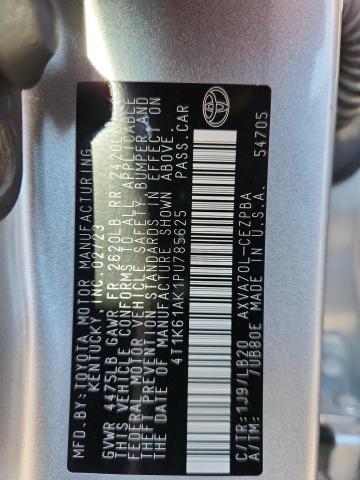 MFD.BY:TOYOTA MOTOR MANUFACTURING
KENTUCKY, INC. 02/23
GVWR 4475LB GAWR FR 2620LB RR 2420LB
THIS VEHICLE CONFORMS TO ALL APPLICABLE
FEDERAL MOTOR VEHICLE SAFETY, BUMPER, AND
THEFT PREVENTION STANDARDS IN EFFECT ON
THE DATE OF MANUFACTURE SHOWN ABOVE.
4T1K61AK1PU785625 PASS.CAR
C/TR:1J9/LB20 AXVA70L-CEZPBA
A/TM: /UB80E MADE IN U.S.A. 54705
TOYOTA